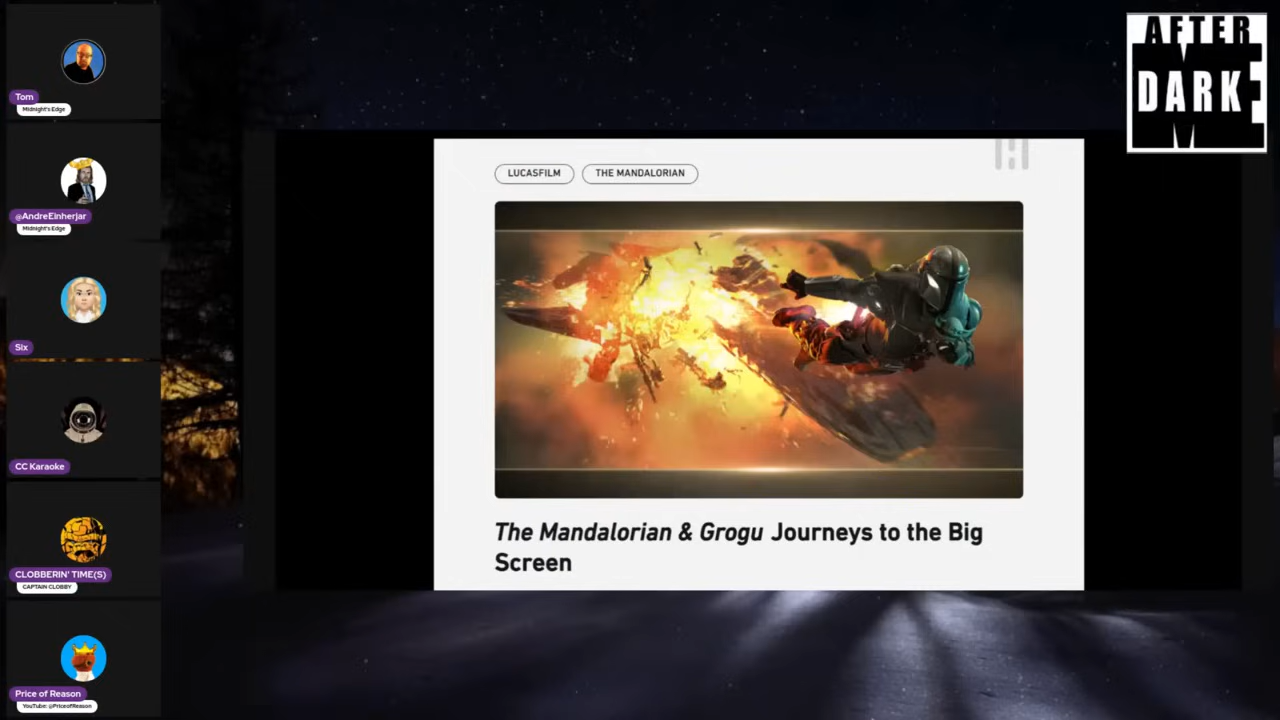 Tom
Midnight's Edge
@AndreEinherjar
Midnight's Edge
Six
CC Karaoke
CLOBBERIN' TIME(S)
CAPTAIN CLOBBY
Price of Reason
YouTube: @PriceofReason
LUCASFILM
THE MANDALORIAN
The Mandalorian & Grogu Journeys to the Big
Screen
AFTER
DARK
ME